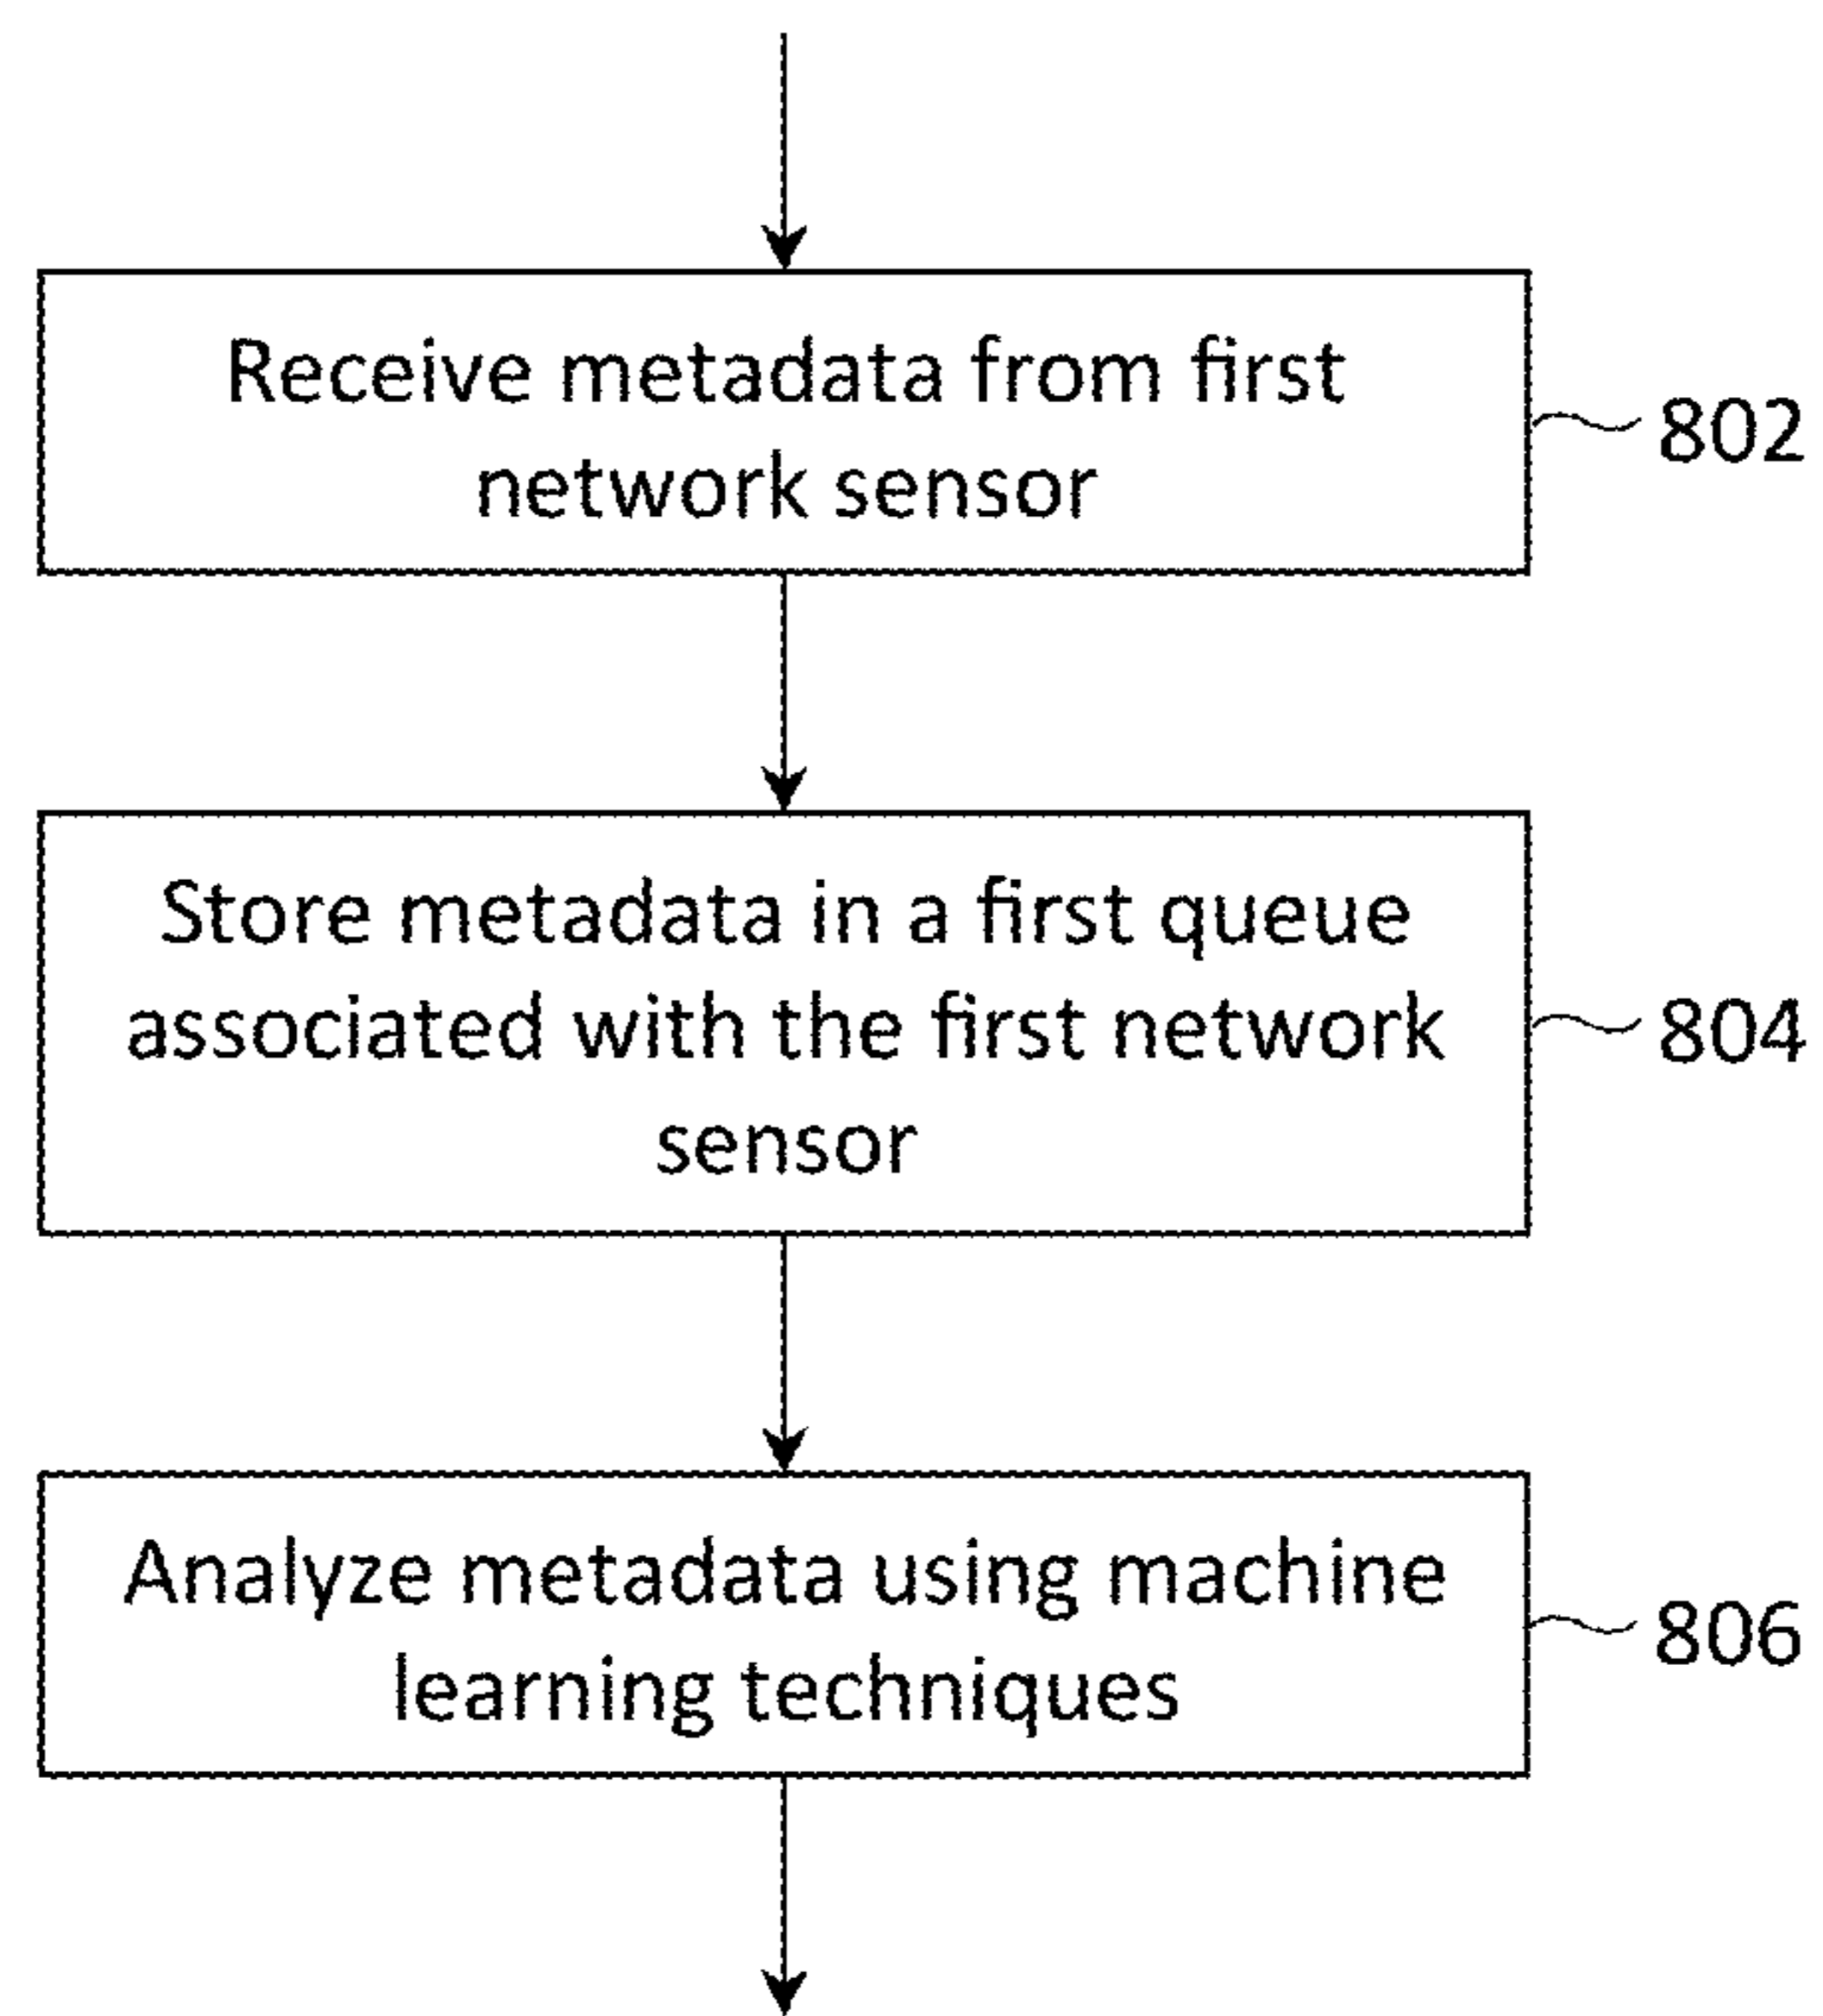 Receive metadata from first
network sensor
802
Store metadata in a first queue
associated with the first network
sensor
804
Analyze metadata using machine
learning techniques
806